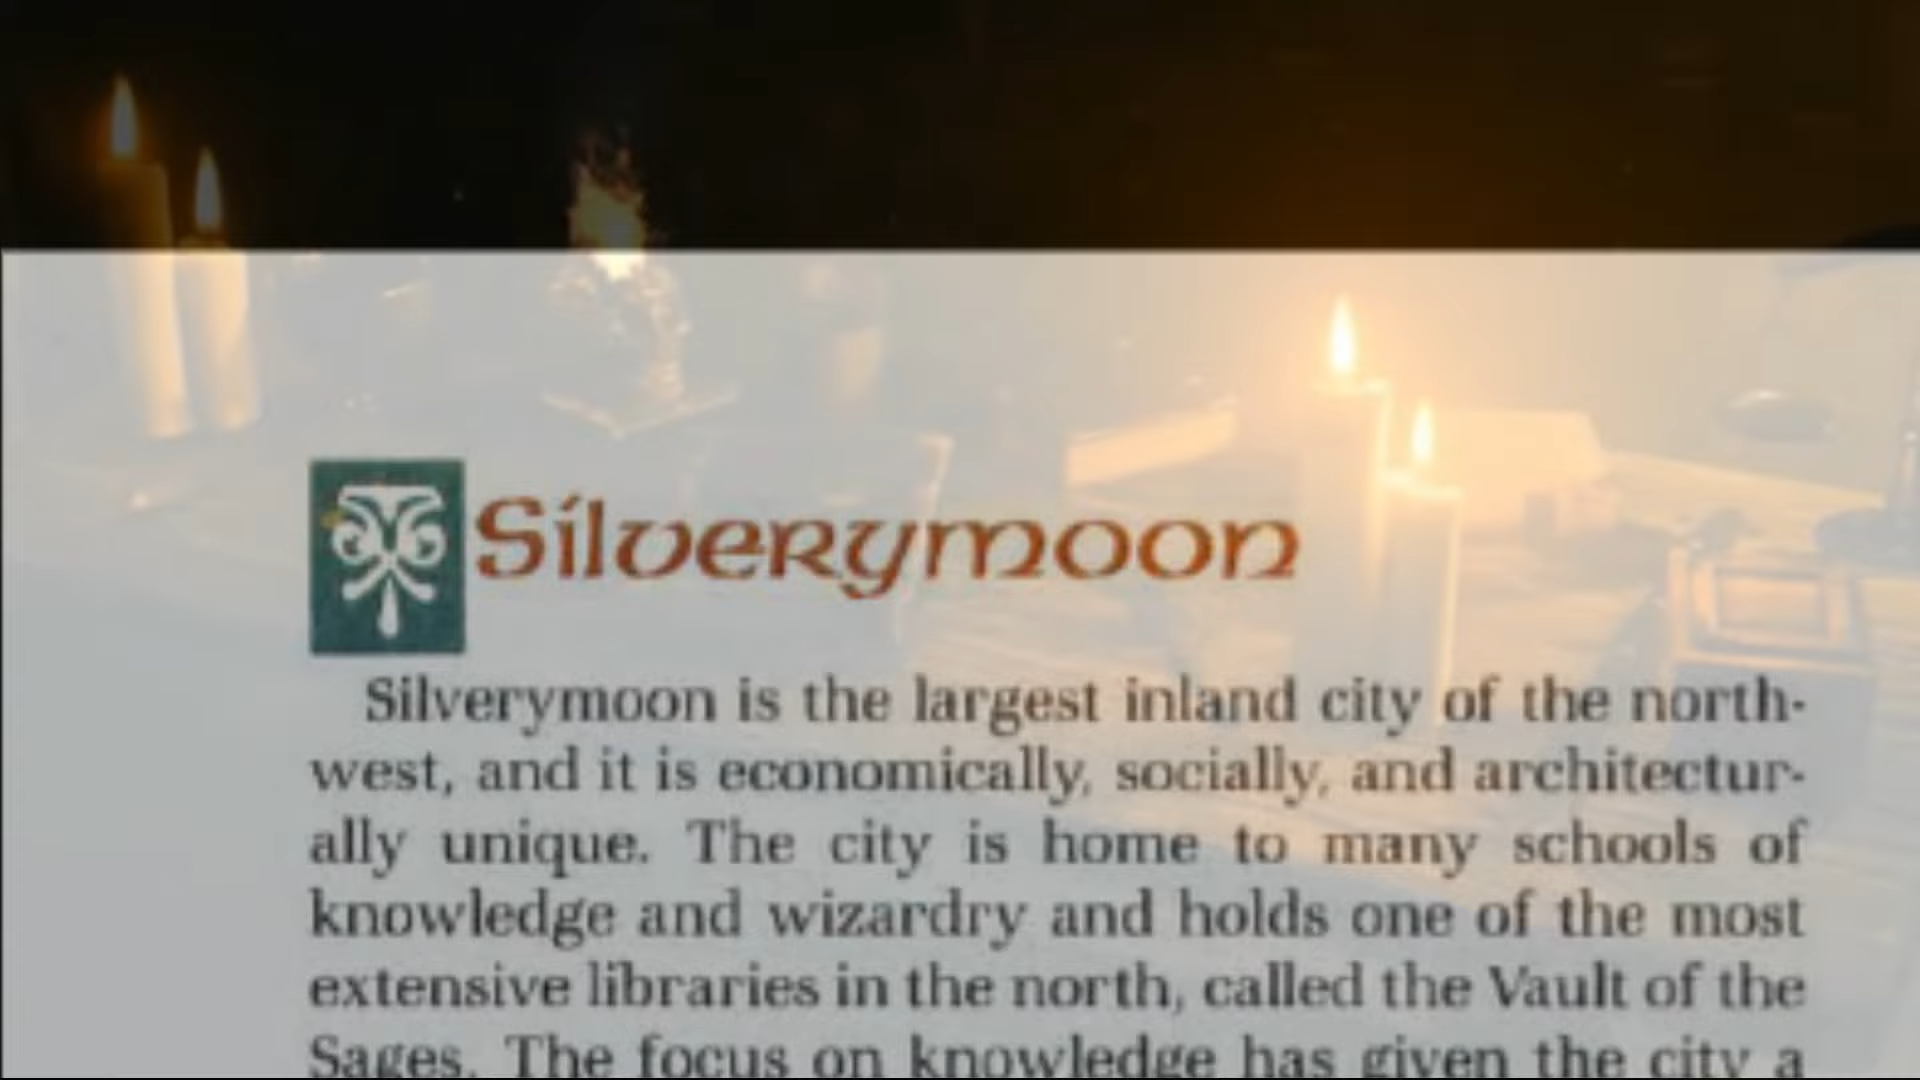 Silverymoon
Silverymoon is the largest inland city of the north-
west, and it is economically, socially, and architectur-
ally unique. The city is home to many schools of
knowledge and wizardry and holds one of the most
extensive libraries in the north, called the Vault of the
Sages. The focus on knowledge has given the city a